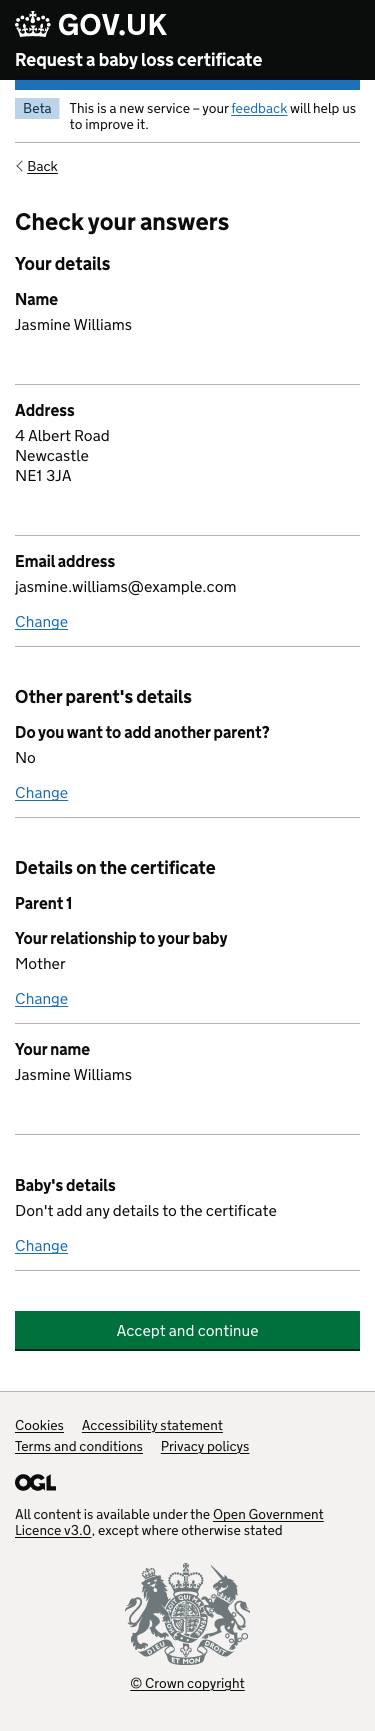 GOV.UK
Request a baby loss certificate
Beta
This is a new service – your feedback will help us
to improve it.
Back
Check your answers
Your details
Name
Jasmine Williams
Address
4 Albert Road
Newcastle
NE1 3JA
Email address
jasmine.williams@example.com
Change
Other parent's details
Do you want to add another parent?
No
Change
Details on the certificate
Parent 1
Your relationship to your baby
Mother
Change
Your name
Jasmine Williams
Baby's details
Don't add any details to the certificate
Change
Accept and continue
Cookies Accessibility statement
Terms and conditions Privacy policys
OGL
All content is available under the Open Government
Licence v3.0, except where otherwise stated
DIEU ET MON DROIT
© Crown copyright